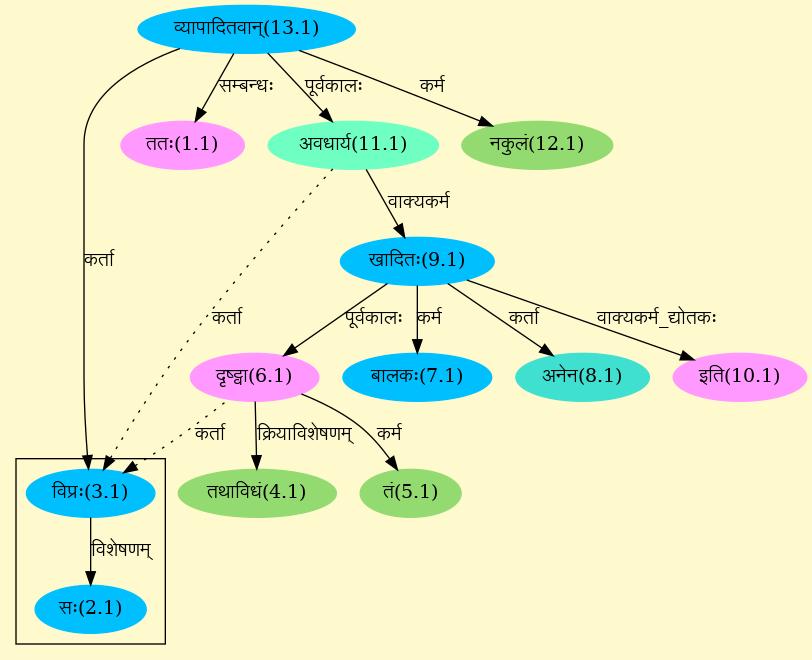 व्यापादितवान्(13.1)
सम्बन्धः
पूर्वकालः
कर्म
ततः(1.1)
अवधार्य(11.1)
नकुलं(12.1)
वाक्यकर्म
कर्ता
खादितः(9.1)
कर्ता
पूर्वकालः
कर्म
कर्ता
वाक्यकर्म_द्योतकः
दृष्ट्वा(6.1)
बालकः(7.1)
अनेन(8.1)
इति(10.1)
कर्ता
क्रियाविशेषणम्
कर्म
विप्रः(3.1)
तथाविधं(4.1)
तं(5.1)
विशेषणम्
सः(2.1)